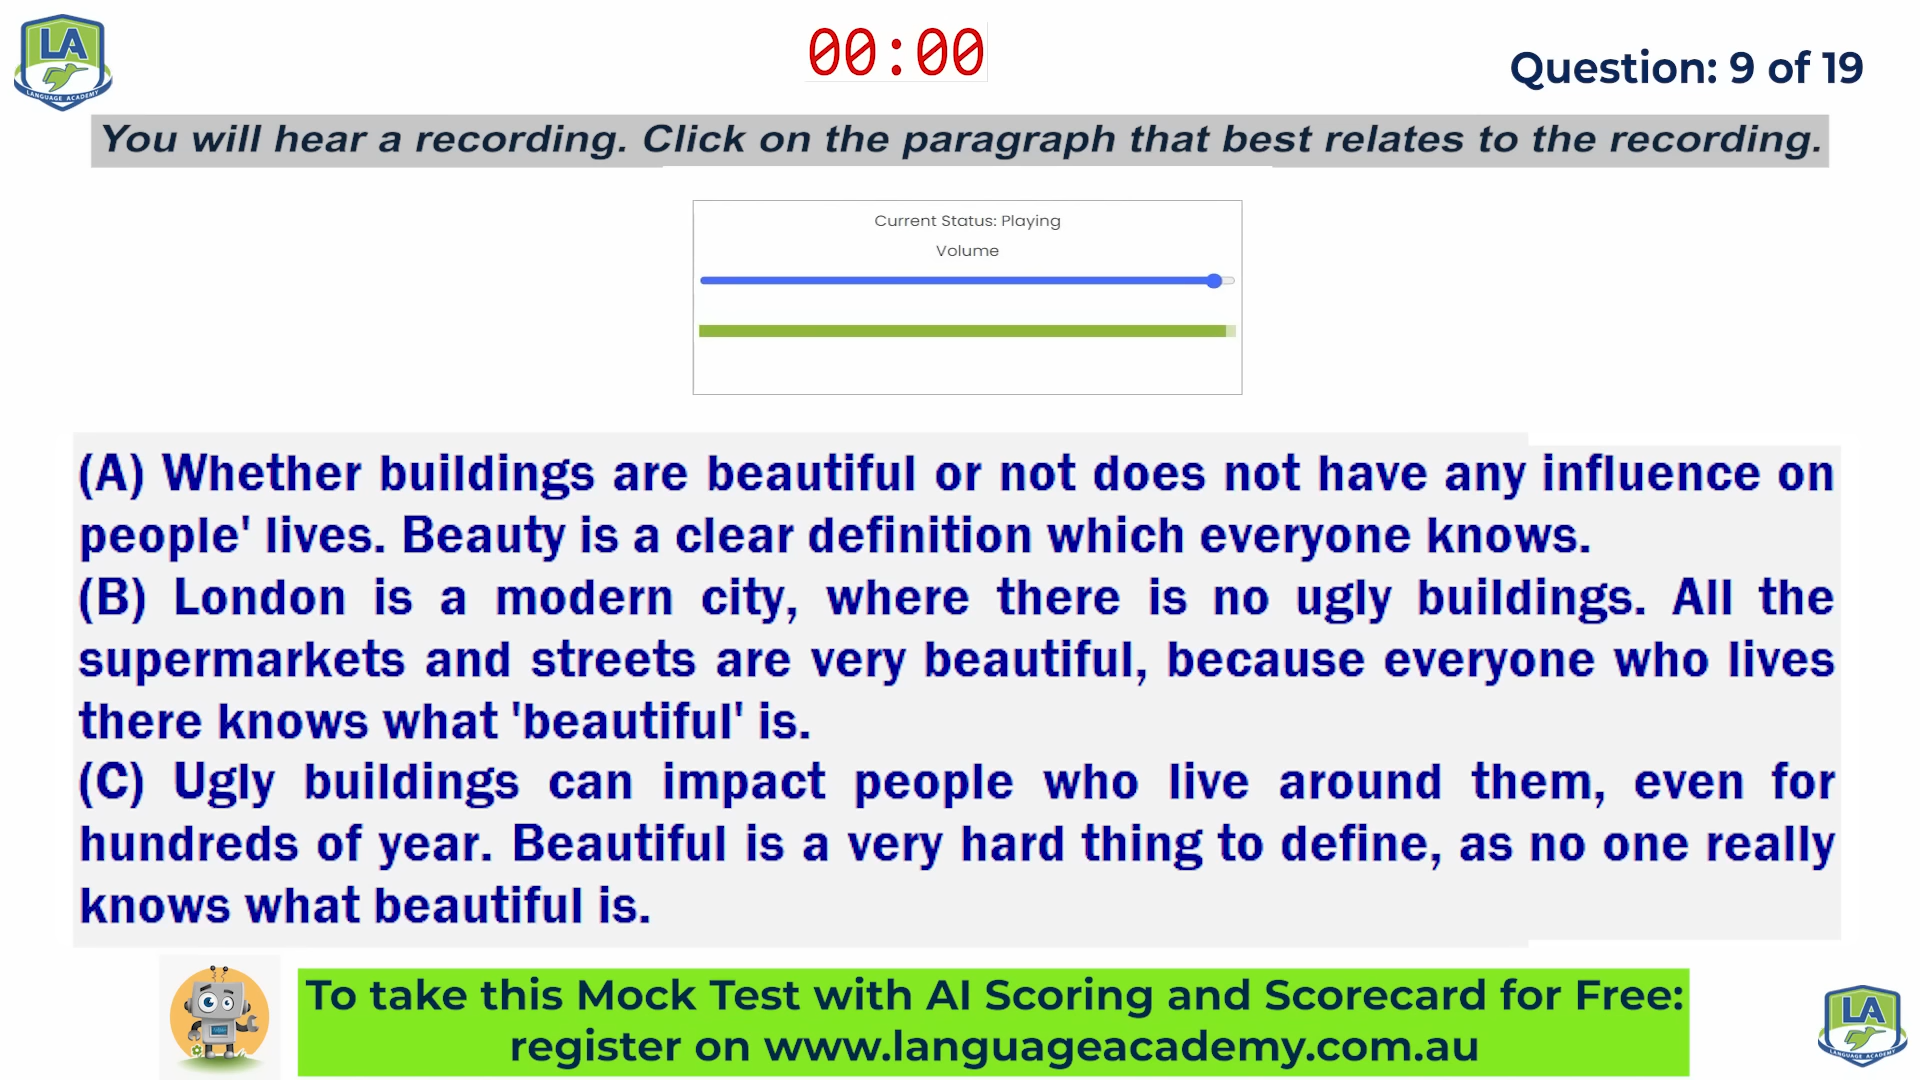 LA
LANGUAGE ACADEMY
00:00
Question: 9 of 19
You will hear a recording. Click on the paragraph that best relates to the recording.
Current Status: Playing
Volume
(A) Whether buildings are beautiful or not does not have any influence on
people' lives. Beauty is a clear definition which everyone knows.
(B) London is a modern city, where there is no ugly buildings. All the
supermarkets and streets are very beautiful, because everyone who lives
there knows what 'beautiful' is.
(C) Ugly buildings can impact people who live around them, even for
hundreds of year. Beautiful is a very hard thing to define, as no one really
knows what beautiful is.
To take this Mock Test with AI Scoring and Scorecard for Free:
register on www.languageacademy.com.au
LA
LANGUAGE ACADEMY